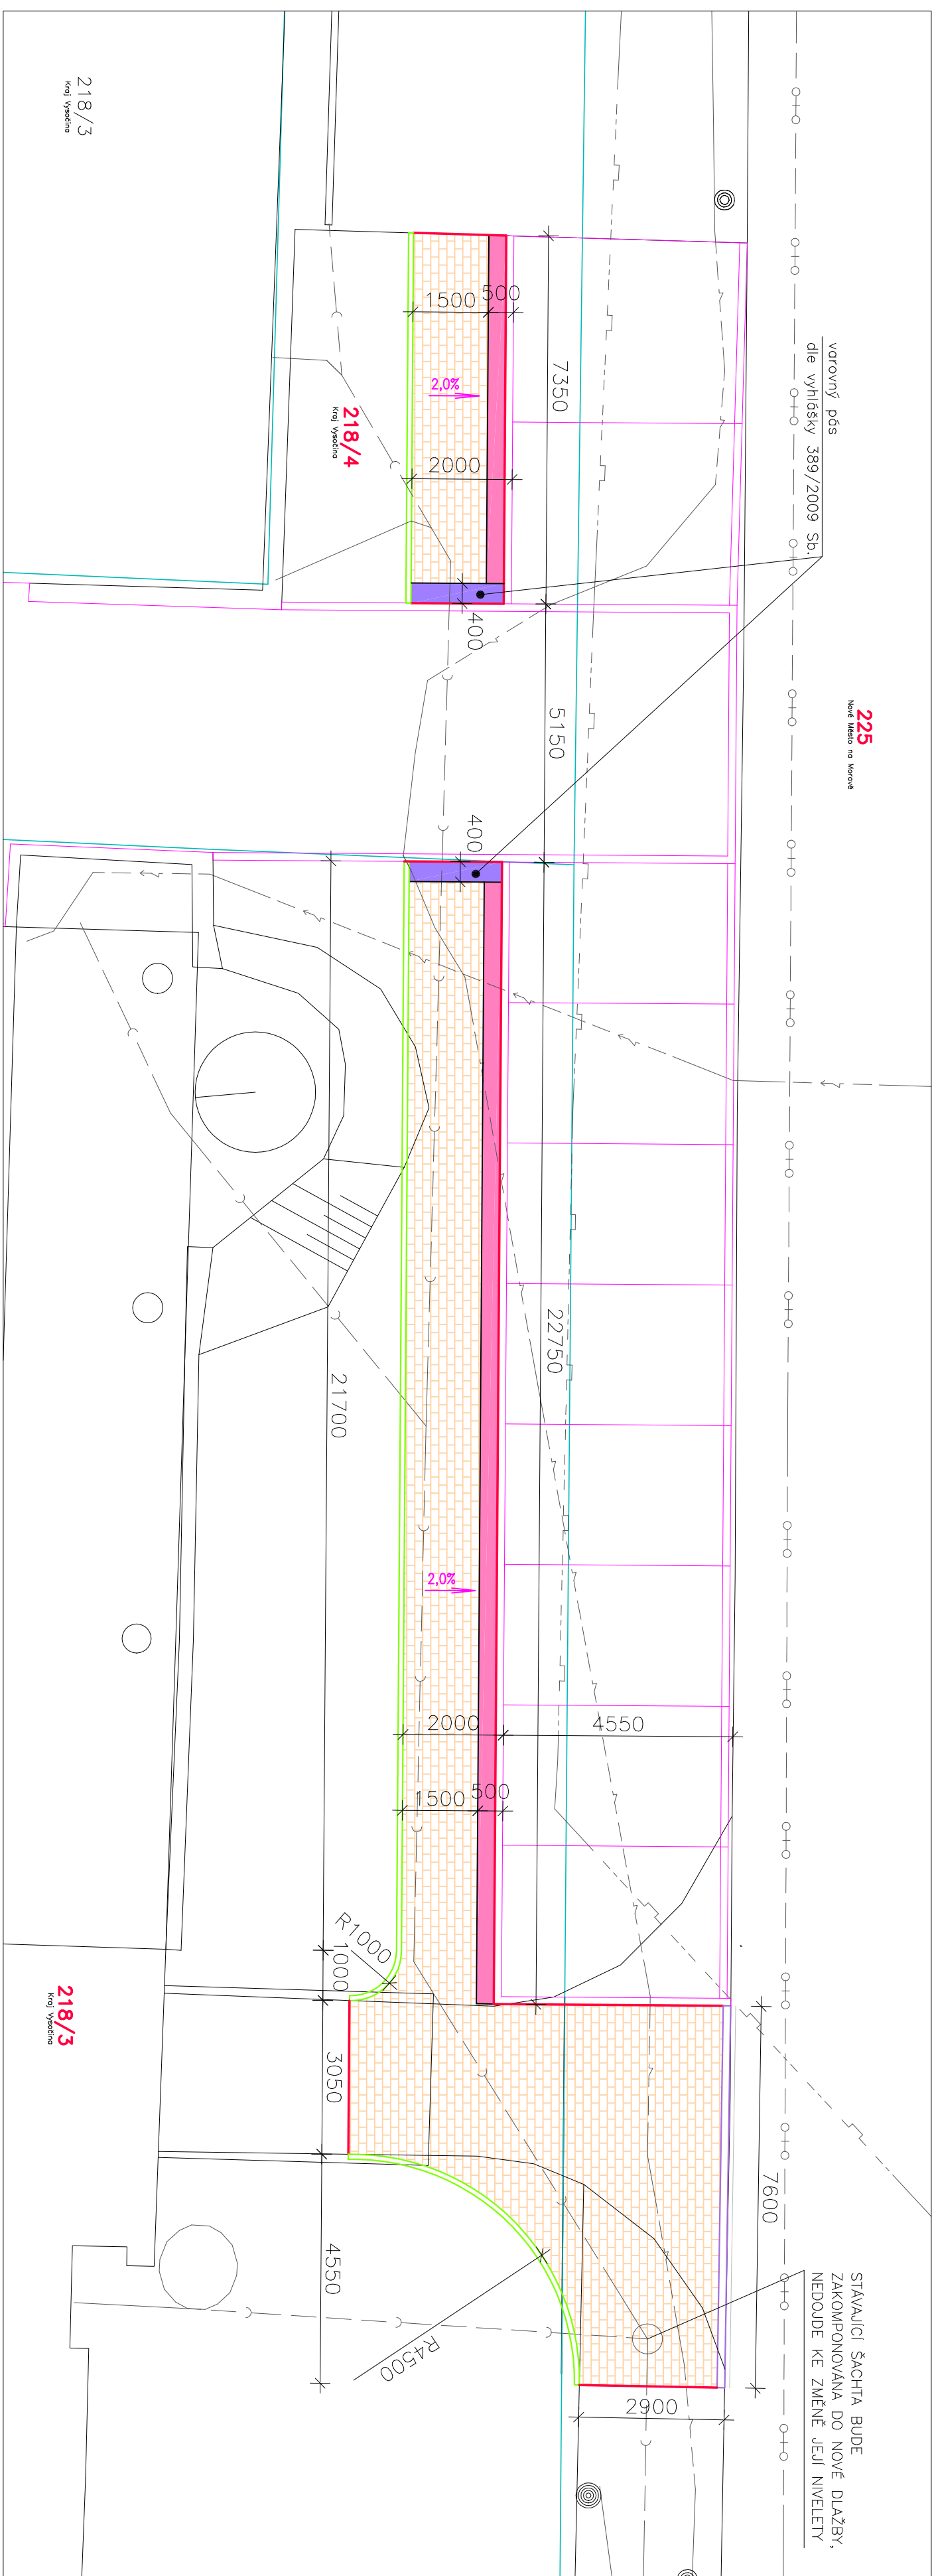 218/3
Kraj Vysočina
1500
500
7350
2,0%
218/4
Kraj Vysočina
2000
varovný pás
dle vyhlášky 389/2009 Sb.
400
5150
225
Nové Město na Moravě
400
22750
21700
2,0%
2000
4550
1500
500
R1000
1000
218/3
Kraj Vysočina
3050
7600
4550
R4500
STÁVAJÍCÍ ŠACHTA BUDE
ZAKOMPONOVÁNA DO NOVÉ DLAŽBY,
NEDOJDE KE ZMĚNĚ JEJÍ NIVELETY
2900